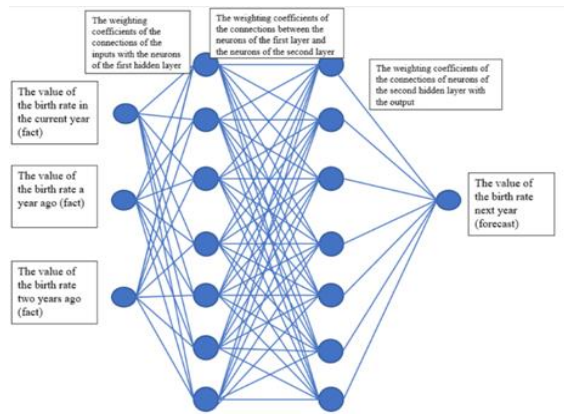 The weighting
coefficients of the
connections of the
inputs with the neurons
of the first hidden layer
The weighting coefficients of
the connections between the
neurons of the first layer and
the neurons of the second layer
The weighting coefficients of
the connections of neurons of
the second hidden layer with
the output
The value of
the birth rate in
the current year
(fact)
The value of
the birth rate a
year ago (fact)
The value of
the birth rate
two years ago
(fact)
The value of
the birth rate
next year
(forecast)